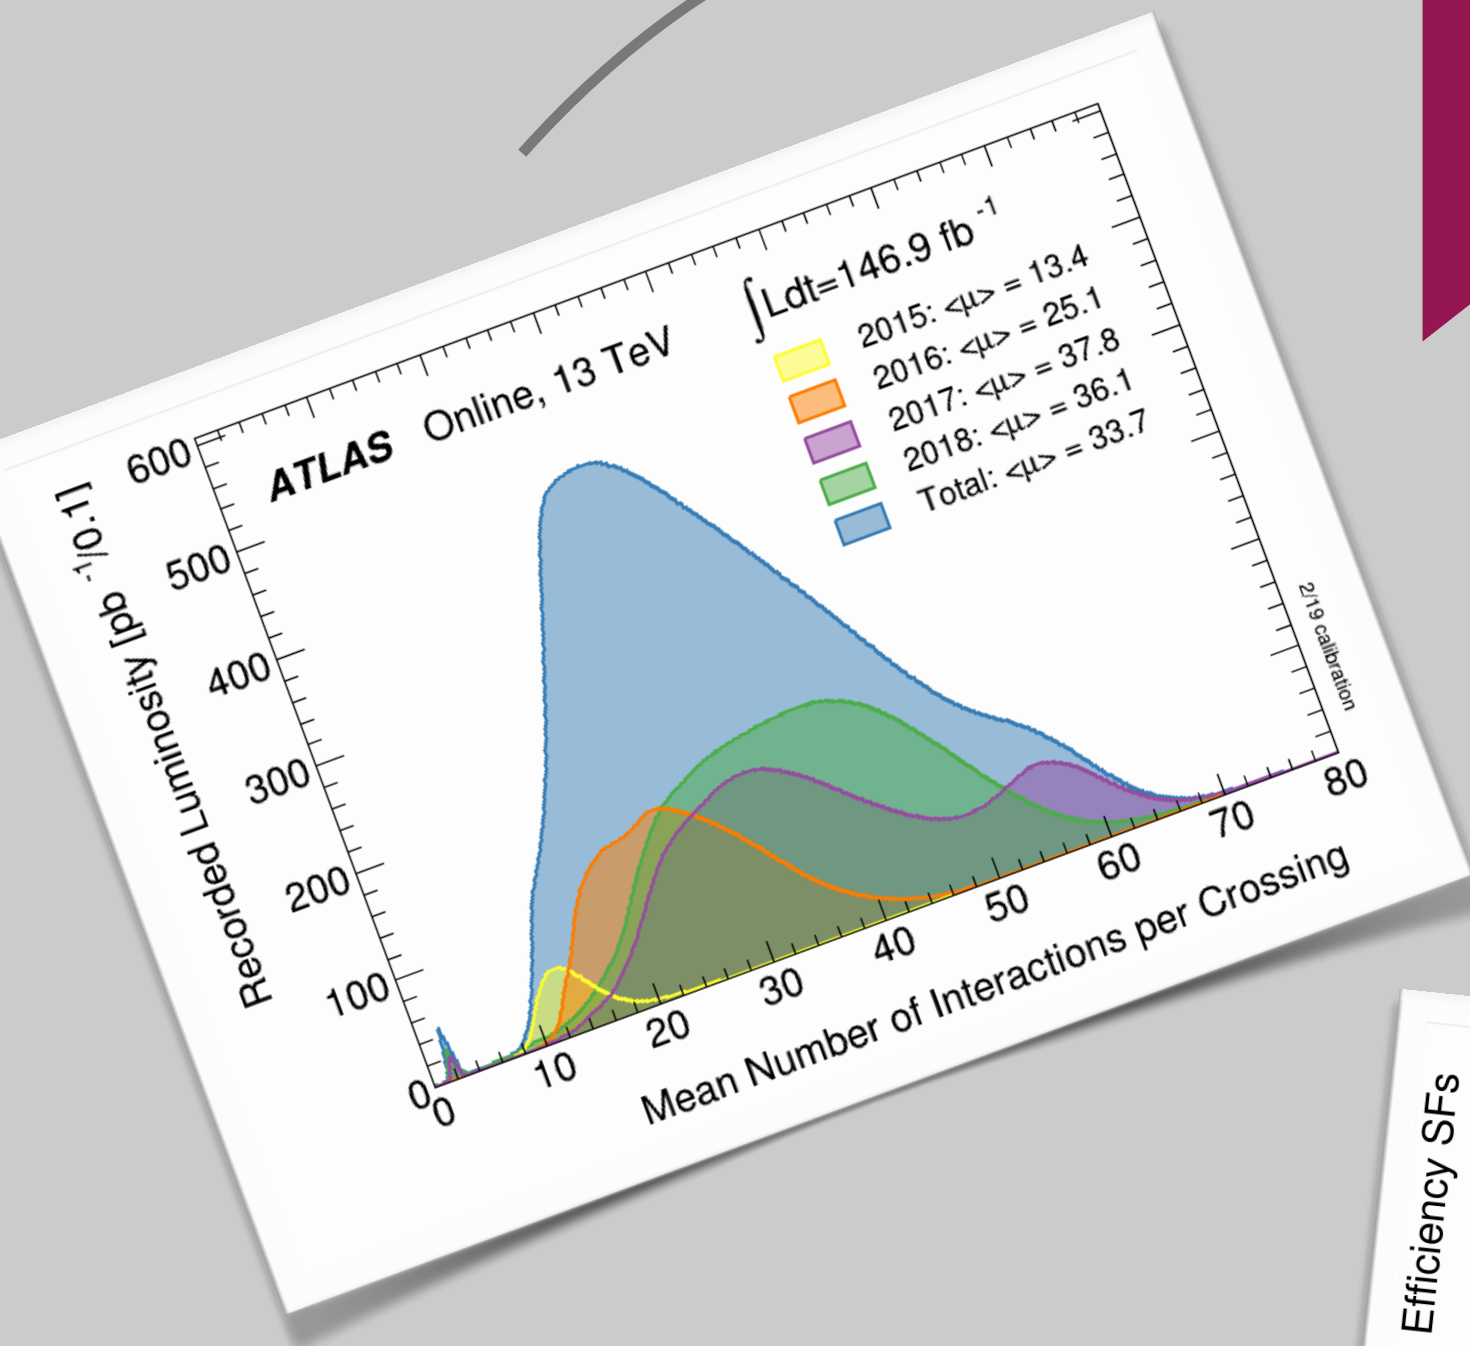 ATLAS Online, 13 TeV
∫Ldt=146.9 fb⁻¹
2015: <μ> = 13.4
2016: <μ> = 25.1
2017: <μ> = 37.8
2018: <μ> = 36.1
Total: <μ> = 33.7
2/19 calibration
Recorded Luminosity [pb⁻¹/0.1]
600
500
400
300
200
100
0
0 10 20 30 40 50 60 70 80
Mean Number of Interactions per Crossing
Efficiency SFs